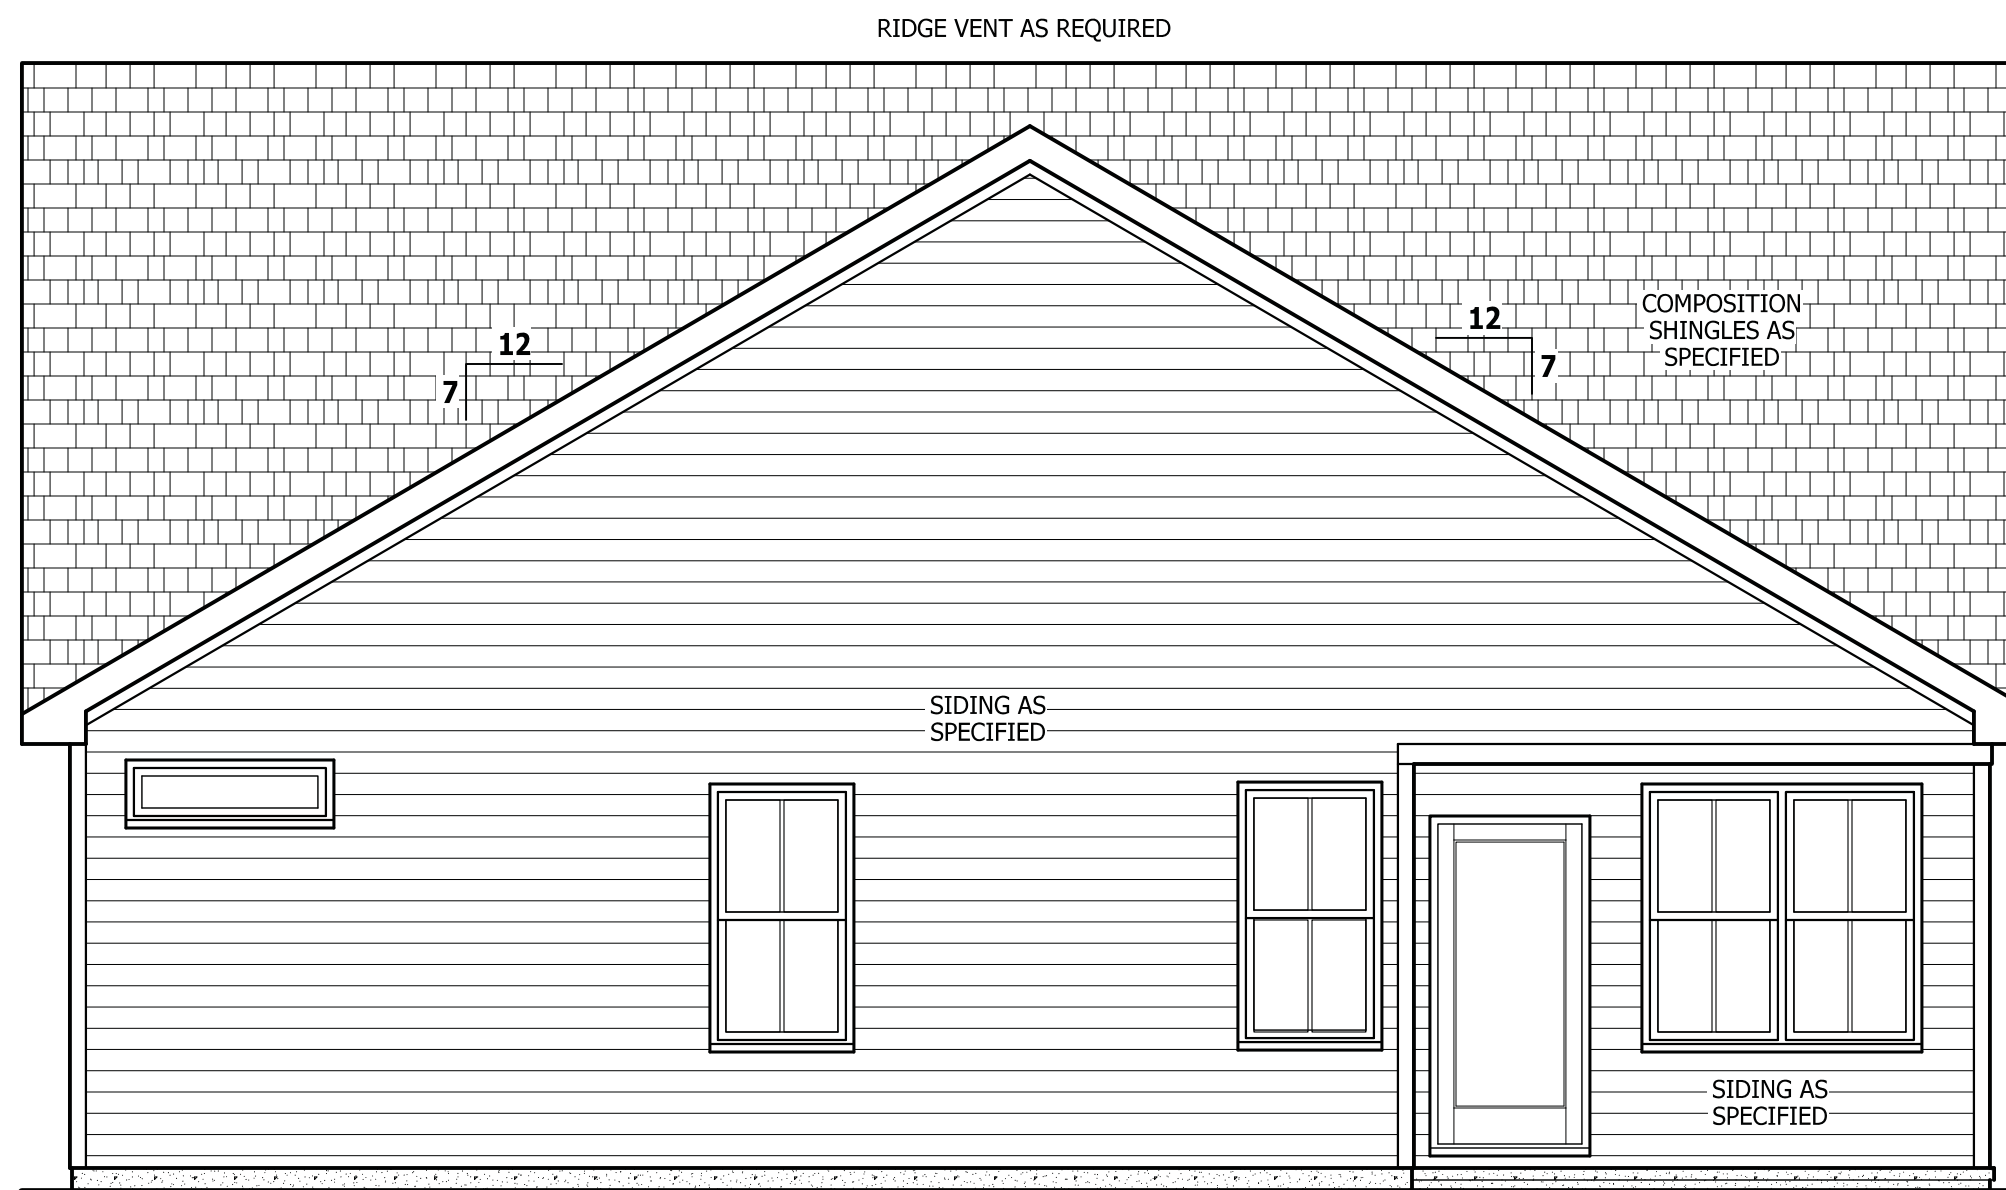 RIDGE VENT AS REQUIRED
12
7
12
7
COMPOSITION
SHINGLES AS
SPECIFIED
SIDING AS
SPECIFIED
SIDING AS
SPECIFIED